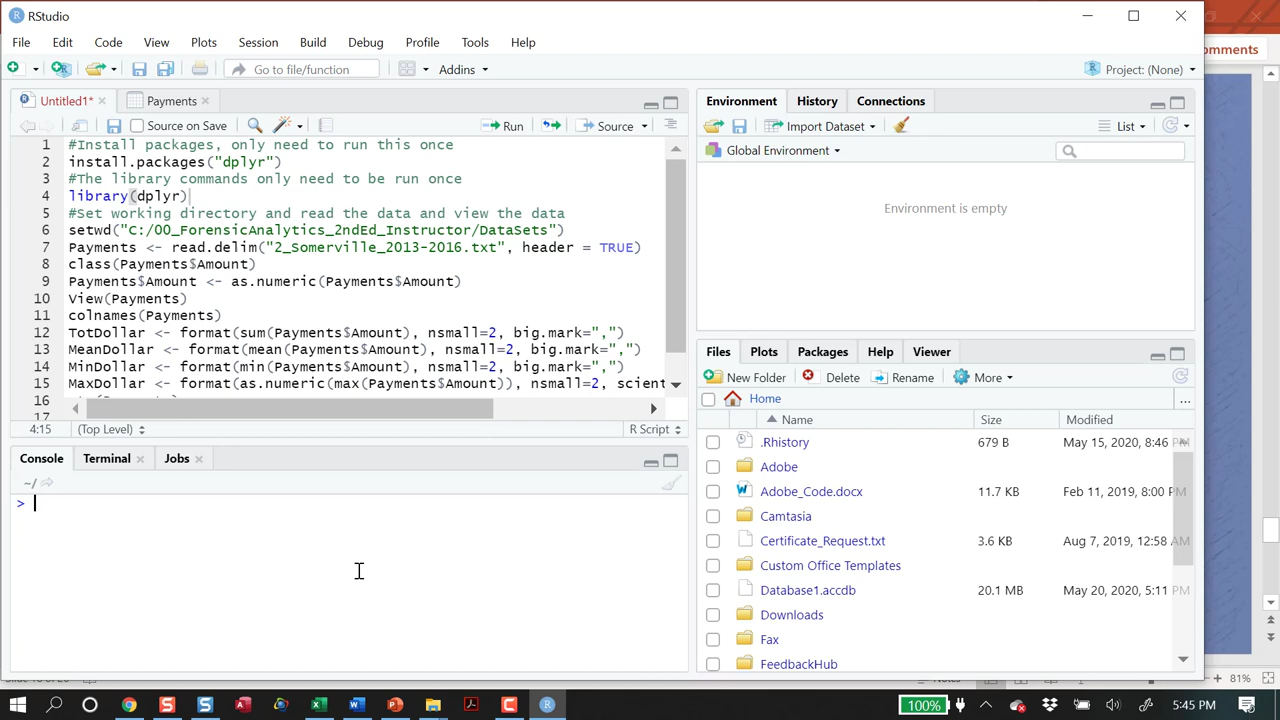 RStudio
File Edit Code View Plots Session Build Debug Profile Tools Help
omments
Go to file/function Addins Project: (None)
Untitled1* Payments
Environment History Connections
Source on Save Run Source
Import Dataset List
Global Environment
Environment is empty
1 #Install packages, only need to run this once
2 install.packages("dplyr")
3 #The library commands only need to be run once
4 library(dplyr)
5 #Set working directory and read the data and view the data
6 setwd("C:/00_ForensicAnalytics_2ndEd_Instructor/DataSets")
7 Payments <- read.delim("2_Somerville_2013-2016.txt", header = TRUE)
8 class(Payments$Amount)
9 Payments$Amount <- as.numeric(Payments$Amount)
10 View(Payments)
11 colnames(Payments)
12 TotDollar <- format(sum(Payments$Amount), nsmall=2, big.mark=",")
13 MeanDollar <- format(mean(Payments$Amount), nsmall=2, big.mark=",")
14 MinDollar <- format(min(Payments$Amount), nsmall=2, big.mark=",")
15 MaxDollar <- format(as.numeric(max(Payments$Amount)), nsmall=2, scient
16
17
4:15 (Top Level) R Script
Console Terminal Jobs
~/
>
Files Plots Packages Help Viewer
New Folder Delete Rename More
Home ...
Name Size Modified
.Rhistory 679 B May 15, 2020, 8:46 PM
Adobe
Adobe_Code.docx 11.7 KB Feb 11, 2019, 8:00 PM
Camtasia
Certificate_Request.txt 3.6 KB Aug 7, 2019, 12:58 AM
Custom Office Templates
Database1.accdb 20.1 MB May 20, 2020, 5:11 PM
Downloads
Fax
FeedbackHub
81%
100% 5:45 PM